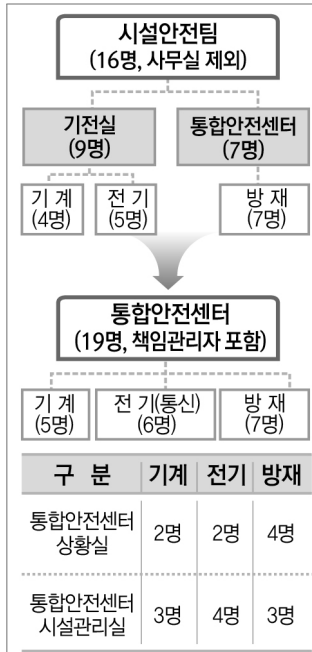 시설안전팀
(16명, 사무실 제외)
기전실
(9명)
통합안전센터
(7명)
기 계
(4명)
전 기
(5명)
방 재
(7명)
통합안전센터
(19명, 책임관리자 포함)
기 계
(5명)
전 기(통신)
(6명)
방 재
(7명)
구 분 기계 전기 방재
통합안전센터
상황실
2명 2명 4명
통합안전센터
시설관리실
3명 4명 3명